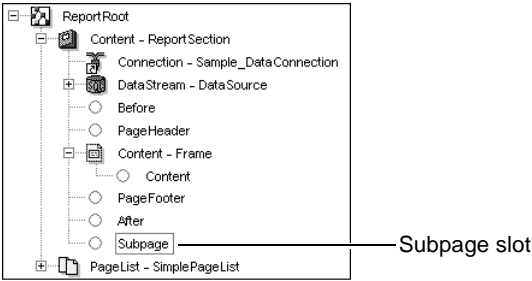 ReportRoot
Content - ReportSection
Connection - Sample_DataConnection
DataStream - DataSource
Before
PageHeader
Content - Frame
Content
PageFooter
After
Subpage
Subpage slot
PageList - SimplePageList